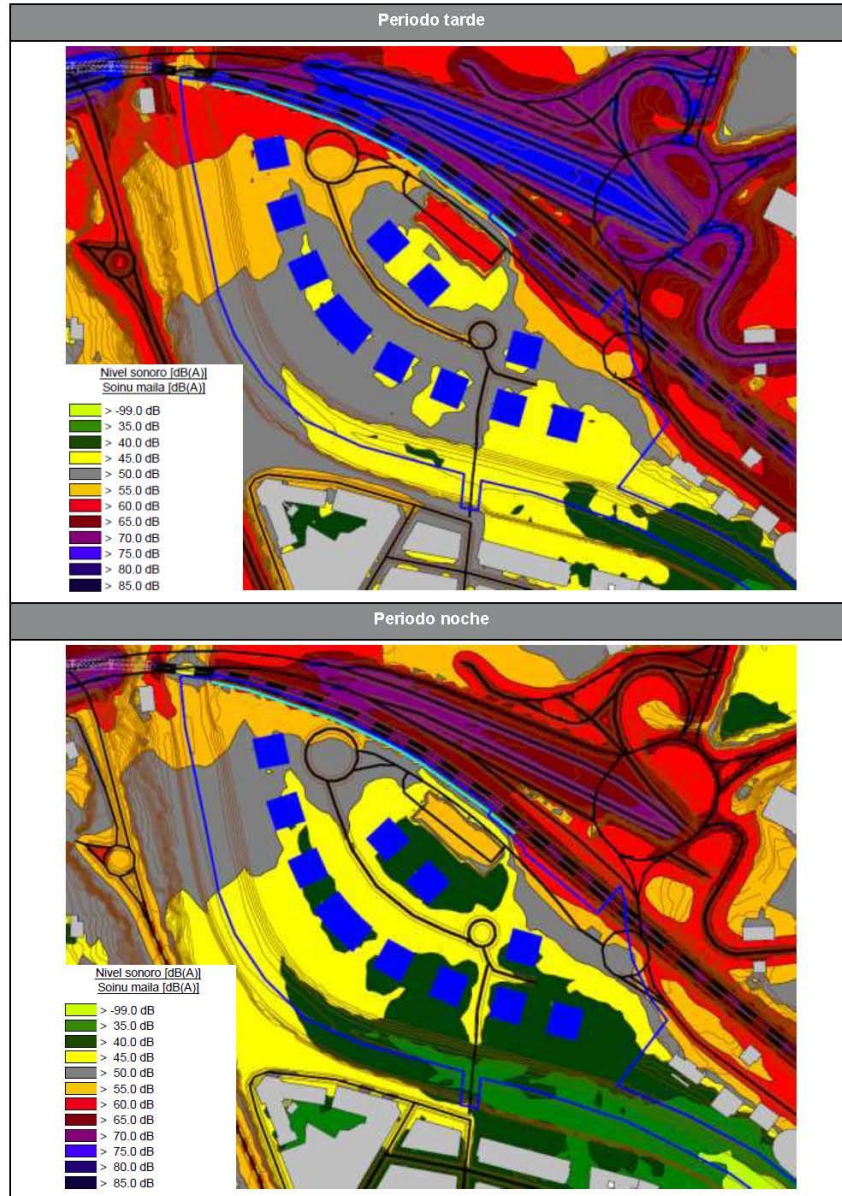 Periodo tarde
Nivel sonoro [dB(A)]
Soinu maila [dB(A)]
> -99.0 dB
> 35.0 dB
> 40.0 dB
> 45.0 dB
> 50.0 dB
> 55.0 dB
> 60.0 dB
> 65.0 dB
> 70.0 dB
> 75.0 dB
> 80.0 dB
> 85.0 dB
Periodo noche
Nivel sonoro [dB(A)]
Soinu maila [dB(A)]
> -99.0 dB
> 35.0 dB
> 40.0 dB
> 45.0 dB
> 50.0 dB
> 55.0 dB
> 60.0 dB
> 65.0 dB
> 70.0 dB
> 75.0 dB
> 80.0 dB
> 85.0 dB